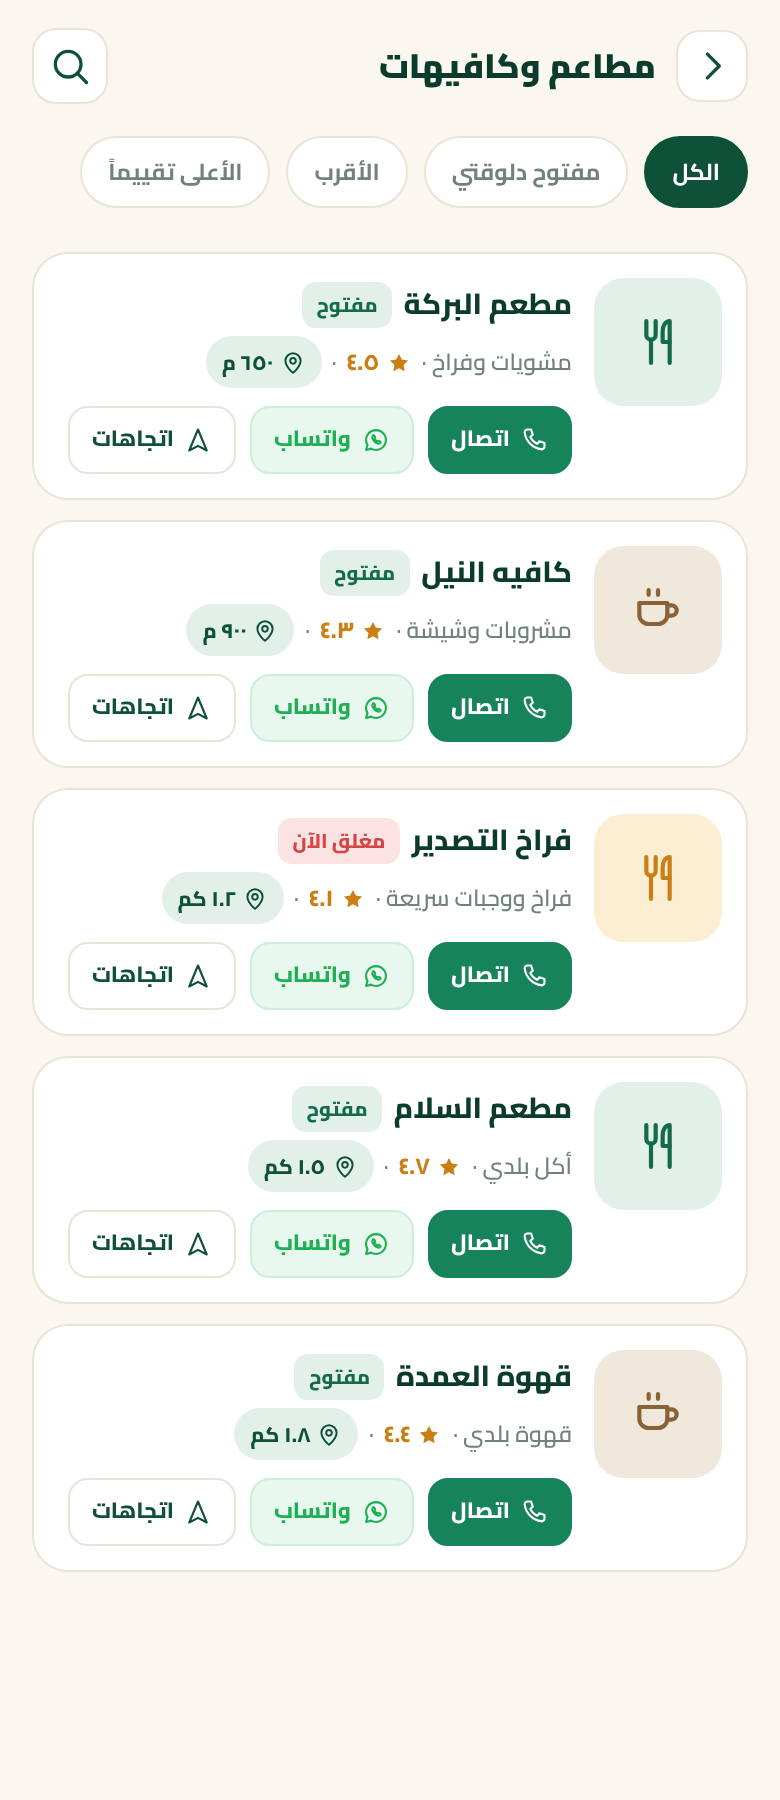 مطاعم وكافيهات
الكل مفتوح دلوقتي الأقرب الأعلى تقييماً
مطعم البركة مفتوح
مشويات وفراخ · ٤.٥ · ٦٥٠ م
اتصال واتساب اتجاهات
كافيه النيل مفتوح
مشروبات وشيشة · ٤.٣ · ٩٠٠ م
اتصال واتساب اتجاهات
فراخ التصدير مغلق الآن
فراخ ووجبات سريعة · ٤.١ · ١.٢ كم
اتصال واتساب اتجاهات
مطعم السلام مفتوح
أكل بلدي · ٤.٧ · ١.٥ كم
اتصال واتساب اتجاهات
قهوة العمدة مفتوح
قهوة بلدي · ٤.٤ · ١.٨ كم
اتصال واتساب اتجاهات